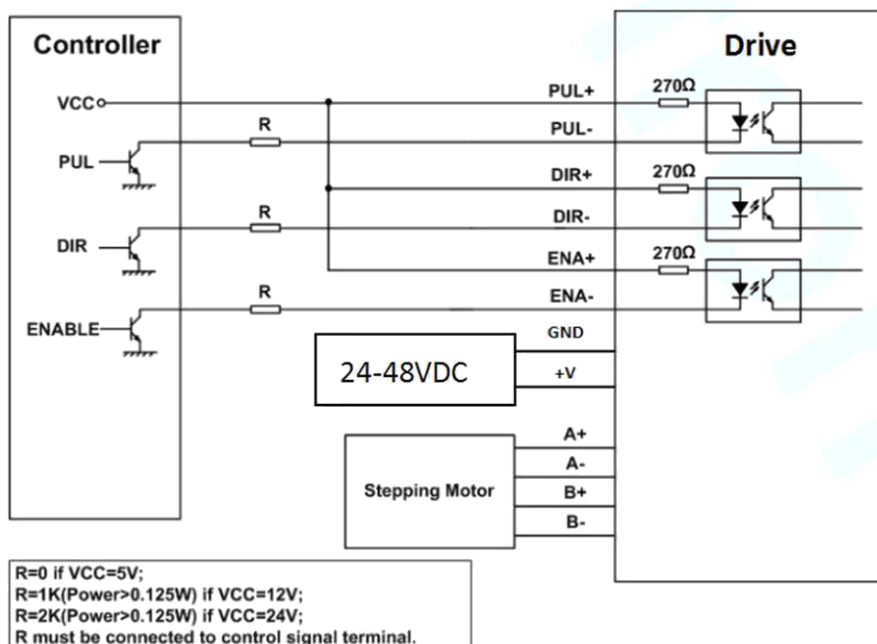 Controller
Drive
VCC
PUL+
270Ω
R
PUL-
PUL
DIR+
270Ω
R
DIR-
DIR
ENA+
270Ω
R
ENA-
ENABLE
GND
24-48VDC
+V
A+
A-
Stepping Motor
B+
B-
R=0 if VCC=5V;
R=1K(Power>0.125W) if VCC=12V;
R=2K(Power>0.125W) if VCC=24V;
R must be connected to control signal terminal.